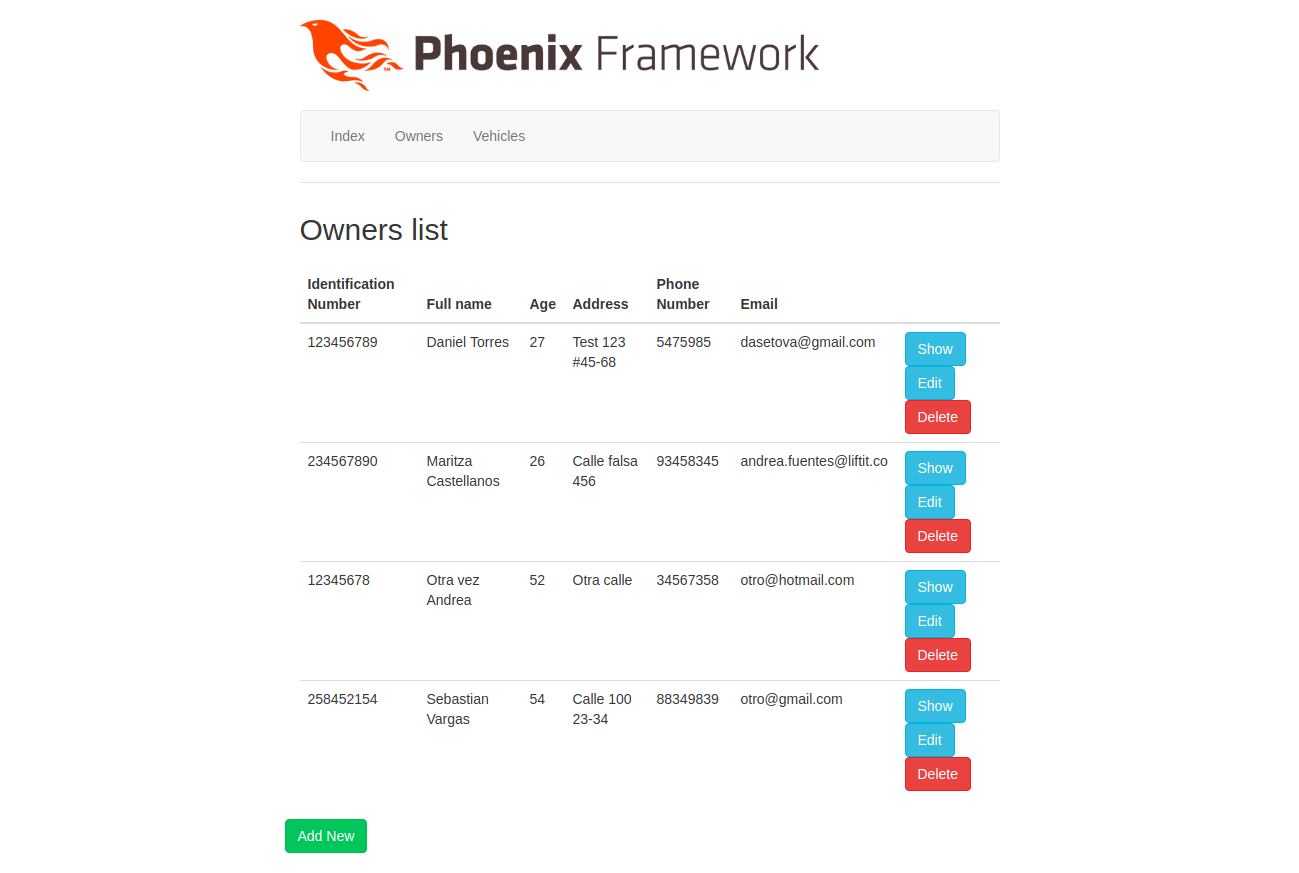 Phoenix Framework
Index Owners Vehicles
Owners list
Identification Number Full name Age Address Phone Number Email
123456789 Daniel Torres 27 Test 123 5475985 dasetova@gmail.com Show
#45-68
Edit
Delete
234567890 Maritza 26 Calle falsa 93458345 andrea.fuentes@liftit.co Show
Castellanos 456
Edit
Delete
12345678 Otra vez 52 Otra calle 34567358 otro@hotmail.com Show
Andrea
Edit
Delete
258452154 Sebastian 54 Calle 100 88349839 otro@gmail.com Show
Vargas 23-34
Edit
Delete
Add New